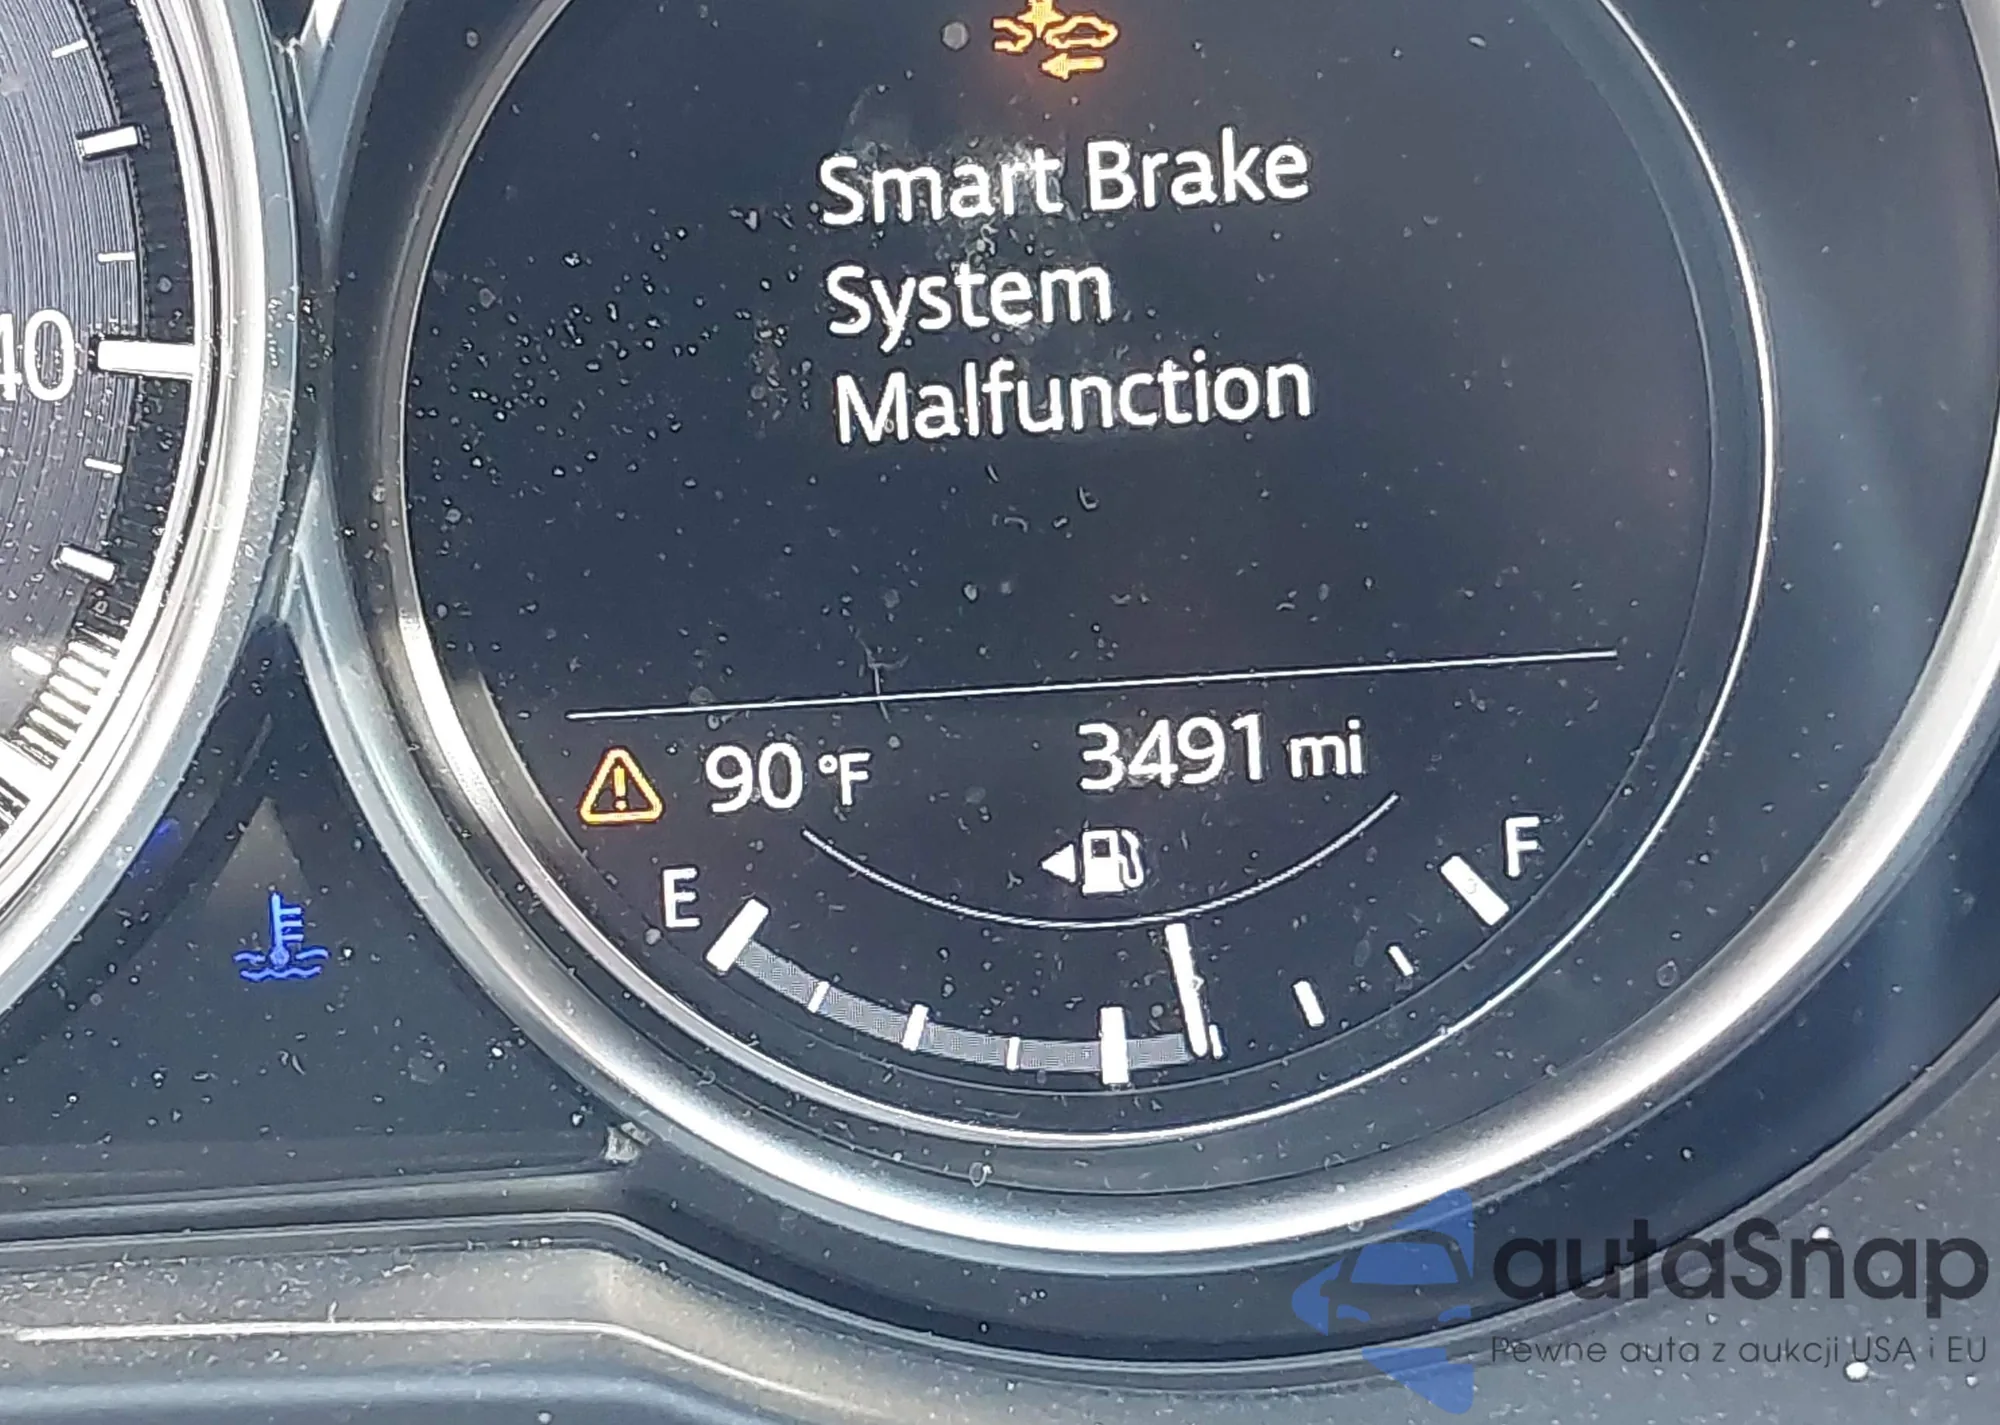 Smart Brake
System
Malfunction
40
90 °F 3491 mi
E F
autaSnap
Pewne auta z aukcji USA i EU